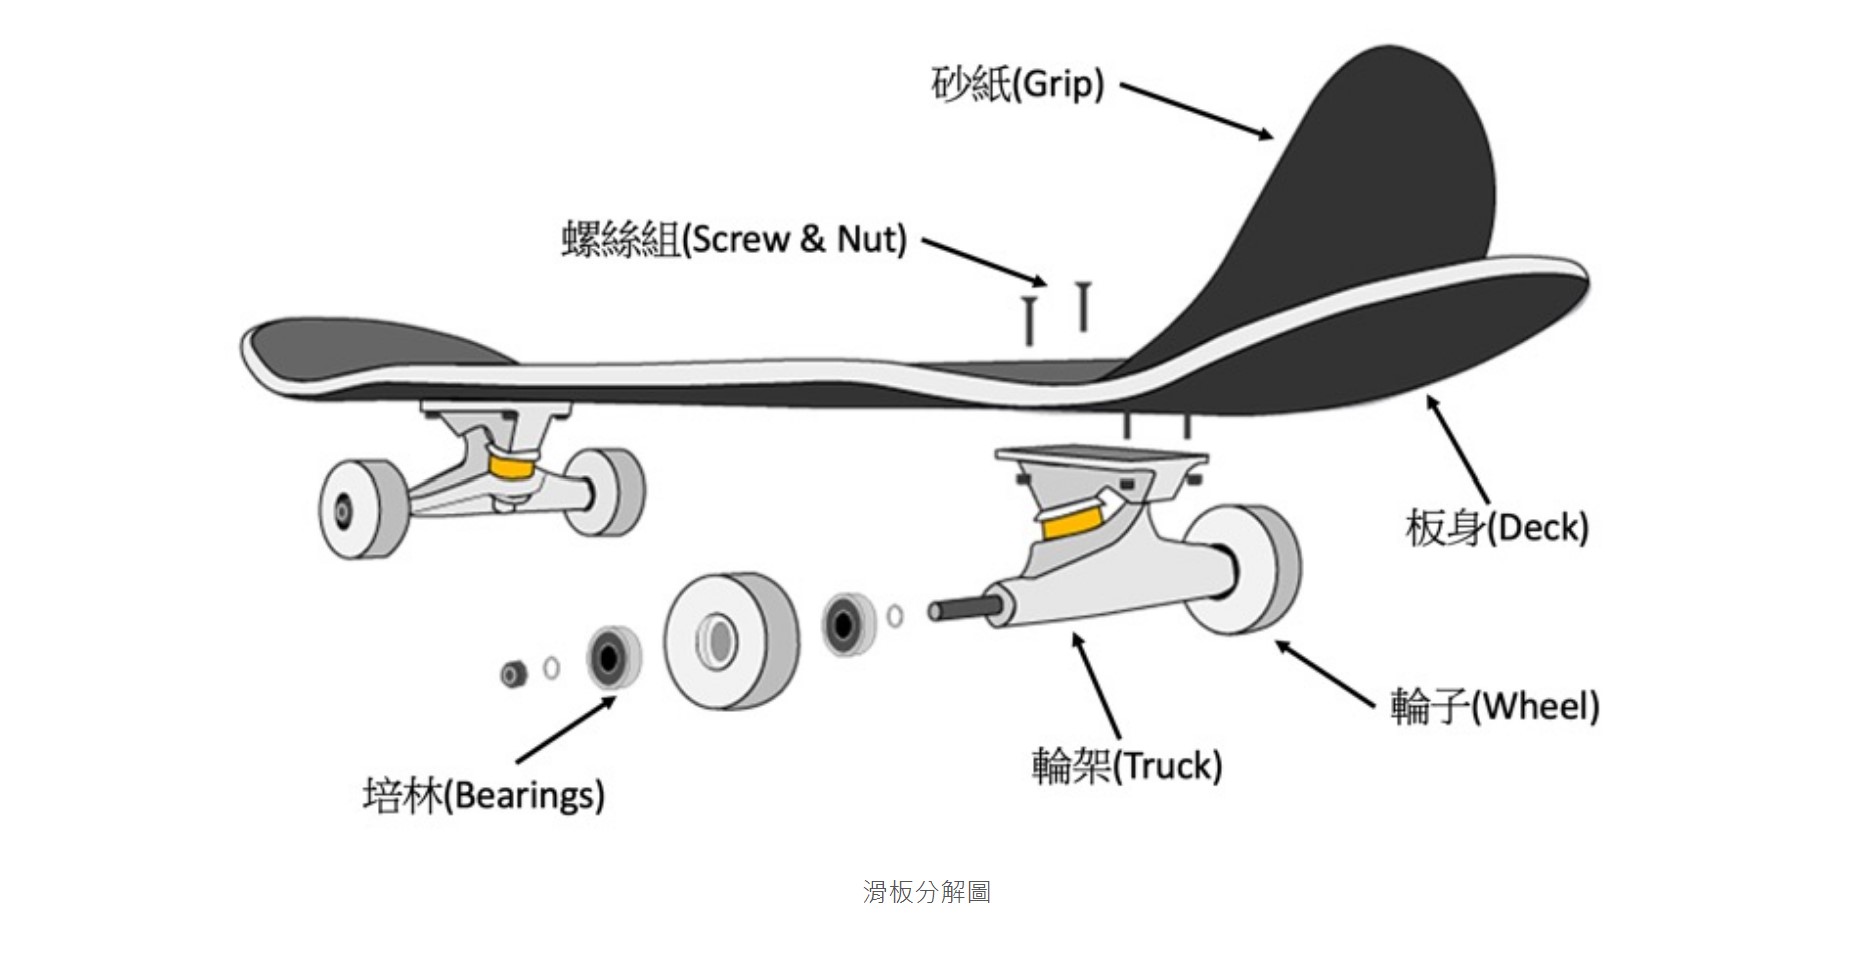 砂紙(Grip)
螺絲組(Screw & Nut)
板身(Deck)
輪子(Wheel)
輪架(Truck)
培林(Bearings)
滑板分解圖